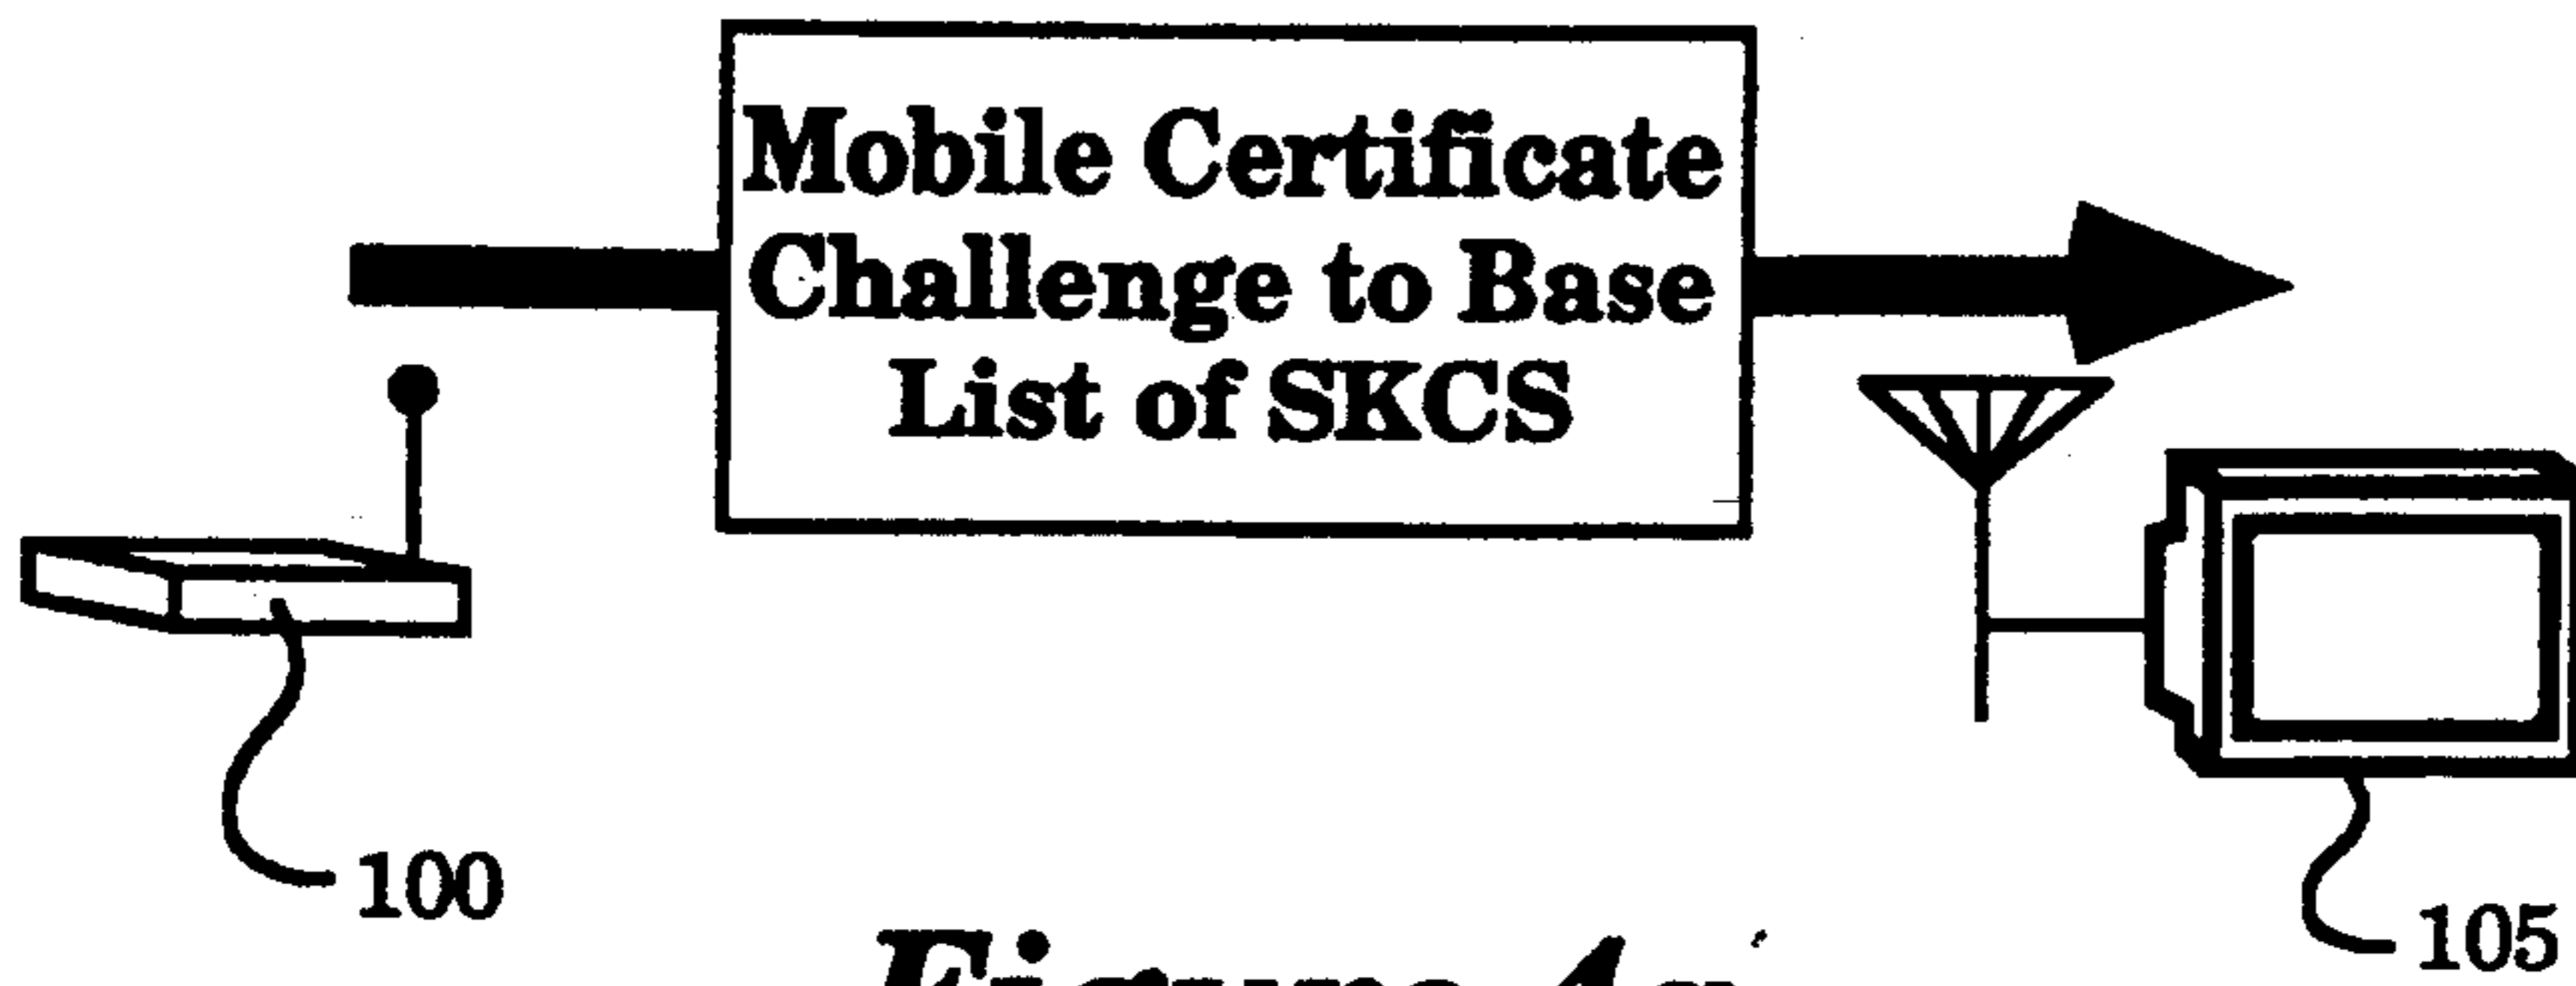 Mobile Certificate
Challenge to Base
List of SKCS
100
105